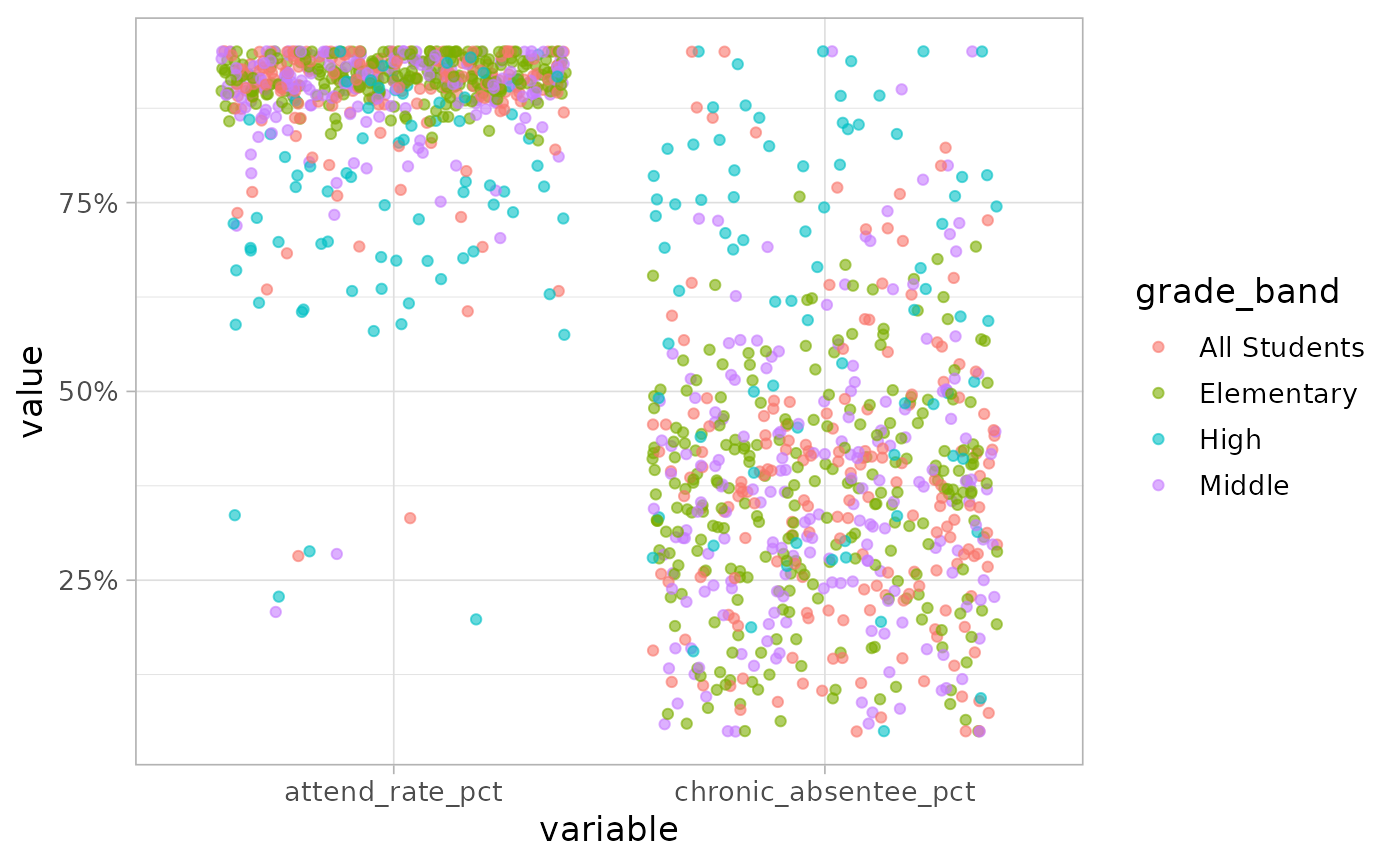 value
75%
50%
25%
attend_rate_pct
chronic_absentee_pct
variable
grade_band
All Students
Elementary
High
Middle